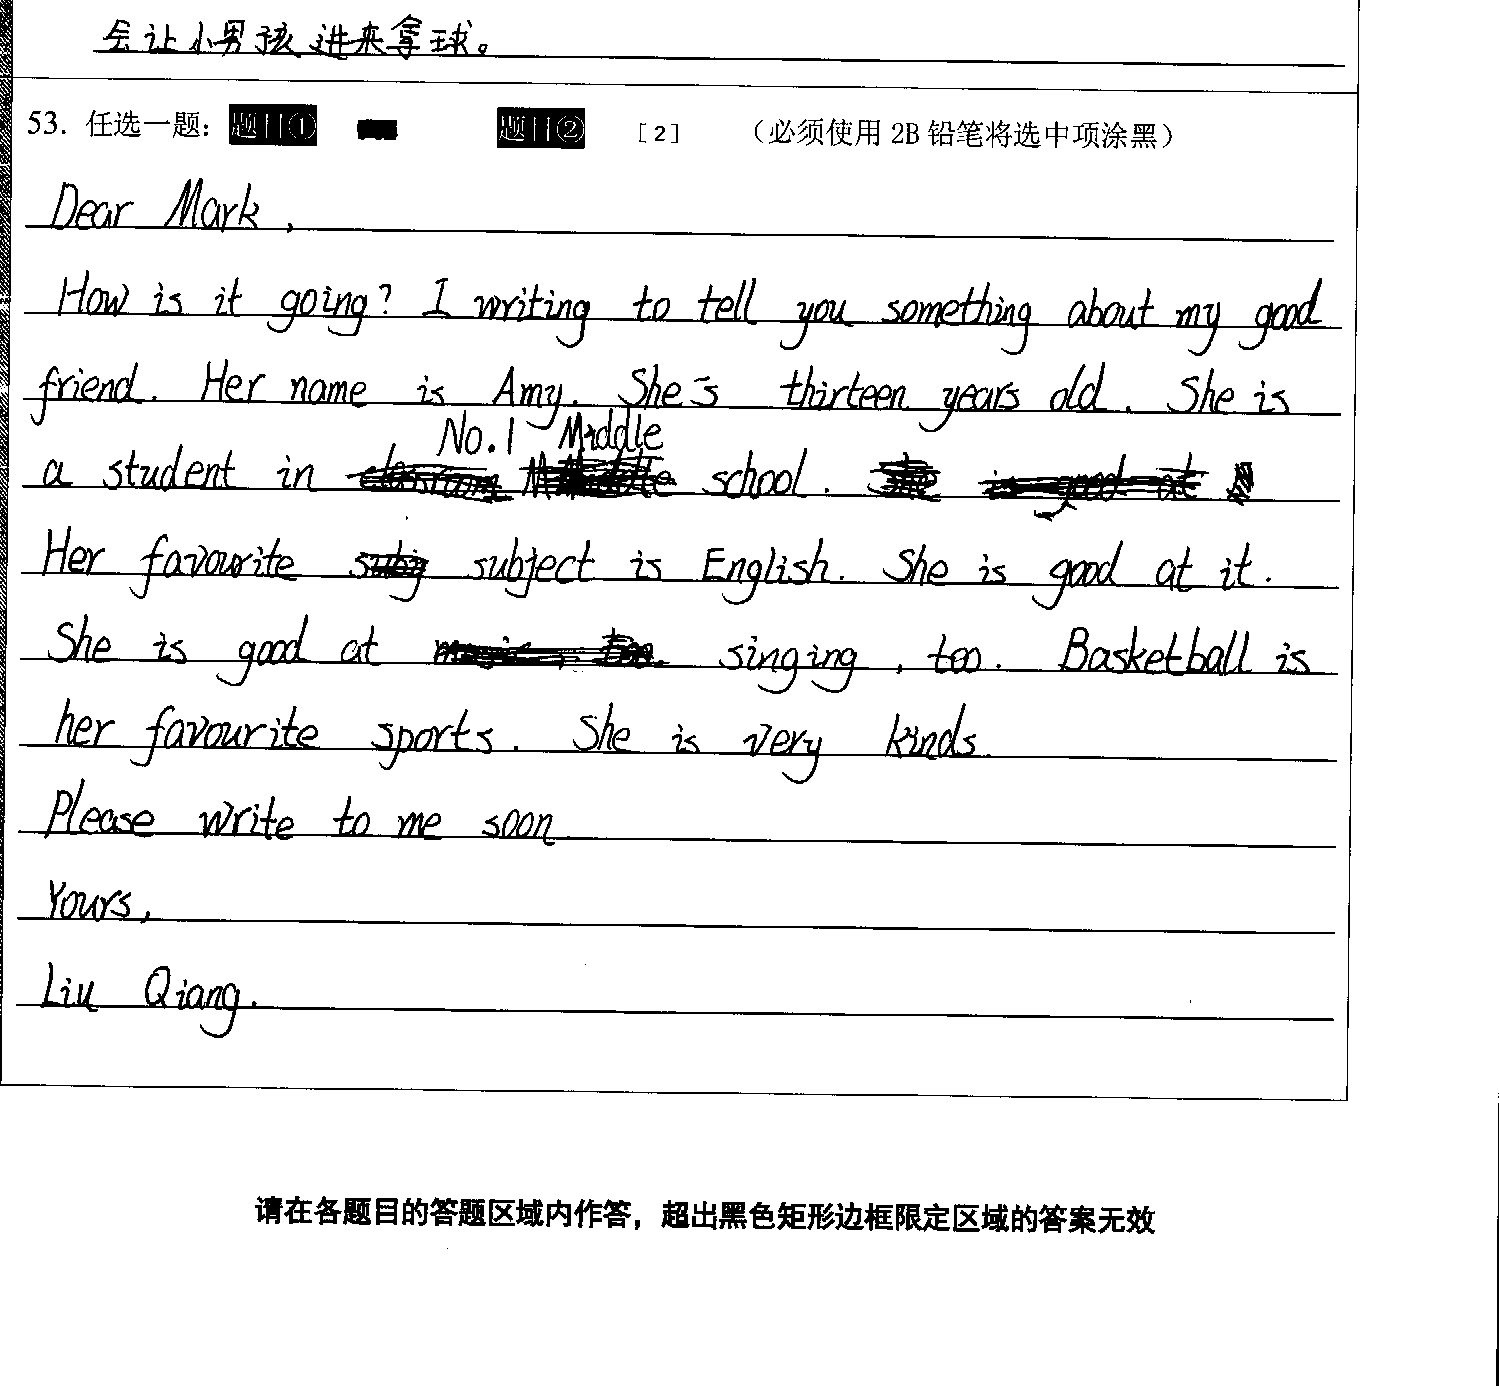 会让小男孩进来拿球。
53. 任选一题： 题目① 题目② [2] （必须使用 2B 铅笔将选中项涂黑）
Dear Mark,
How is it going? I writing to tell you something about my good
friend. Her name is Amy. She's thirteen years old. She is
No.1 Middle
a student in school.
Her favourite subject is English. She is good at it.
She is good at singing, too. Basketball is
her favourite sports. She is very kinds.
Please write to me soon
Yours,
Liu Qiang.
请在各题目的答题区域内作答，超出黑色矩形边框限定区域的答案无效